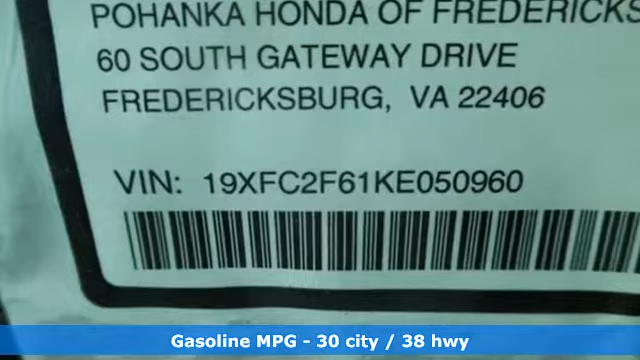 POHANKA HONDA OF FREDERICKS
60 SOUTH GATEWAY DRIVE
FREDERICKSBURG, VA 22406
VIN: 19XFC2F61KE050960
Gasoline MPG - 30 city / 38 hwy